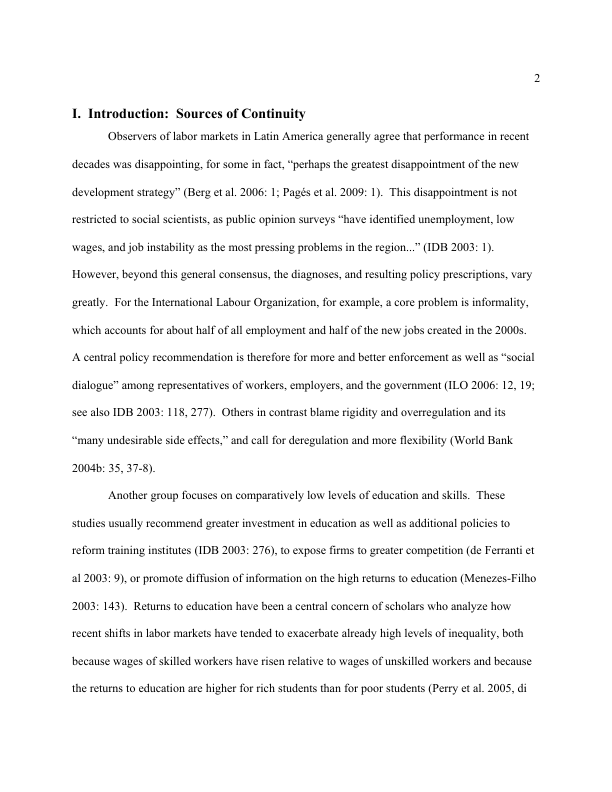 2
I. Introduction: Sources of Continuity
Observers of labor markets in Latin America generally agree that performance in recent
decades was disappointing, for some in fact, “perhaps the greatest disappointment of the new
development strategy” (Berg et al. 2006: 1; Pagés et al. 2009: 1). This disappointment is not
restricted to social scientists, as public opinion surveys “have identified unemployment, low
wages, and job instability as the most pressing problems in the region...” (IDB 2003: 1).
However, beyond this general consensus, the diagnoses, and resulting policy prescriptions, vary
greatly. For the International Labour Organization, for example, a core problem is informality,
which accounts for about half of all employment and half of the new jobs created in the 2000s.
A central policy recommendation is therefore for more and better enforcement as well as “social
dialogue” among representatives of workers, employers, and the government (ILO 2006: 12, 19;
see also IDB 2003: 118, 277). Others in contrast blame rigidity and overregulation and its
“many undesirable side effects,” and call for deregulation and more flexibility (World Bank
2004b: 35, 37-8).
Another group focuses on comparatively low levels of education and skills. These
studies usually recommend greater investment in education as well as additional policies to
reform training institutes (IDB 2003: 276), to expose firms to greater competition (de Ferranti et
al 2003: 9), or promote diffusion of information on the high returns to education (Menezes-Filho
2003: 143). Returns to education have been a central concern of scholars who analyze how
recent shifts in labor markets have tended to exacerbate already high levels of inequality, both
because wages of skilled workers have risen relative to wages of unskilled workers and because
the returns to education are higher for rich students than for poor students (Perry et al. 2005, di